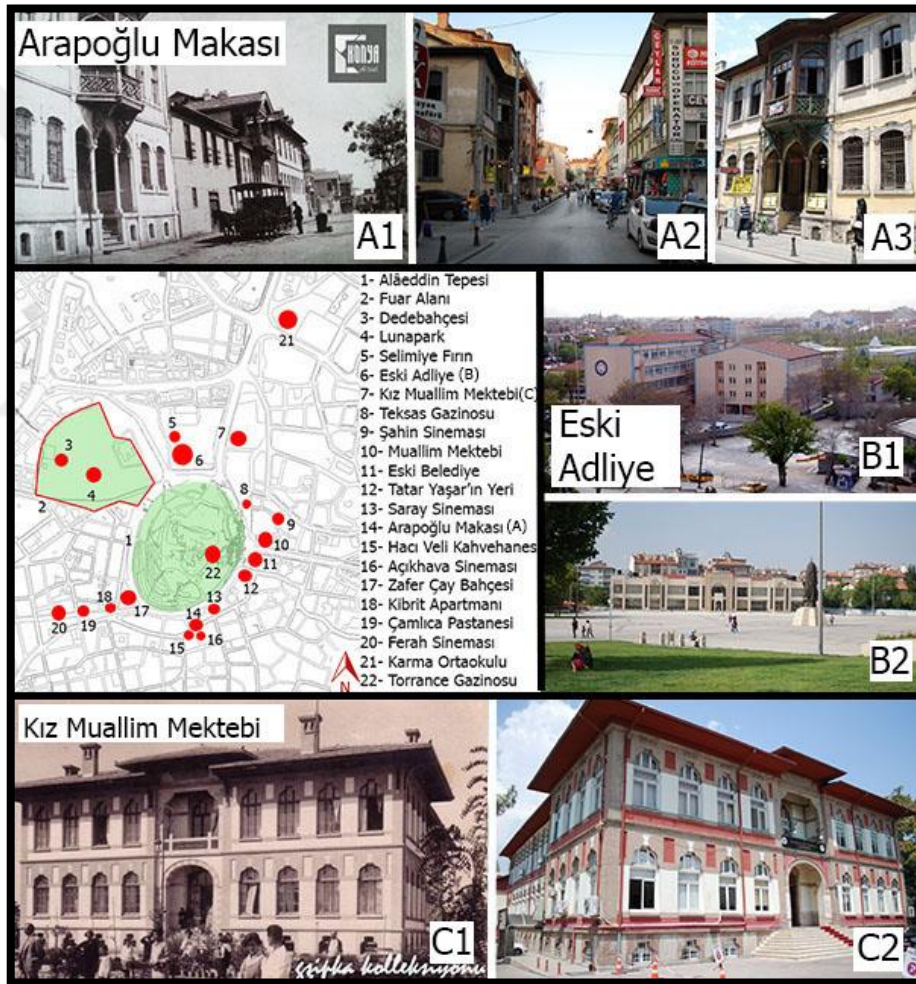 Arapoğlu Makası
KONYA
A1
CEYLAN
SÜRÜCÜ
OPERATÖR
A2
A3
1- Alâeddin Tepesi
2- Fuar Alanı
3- Dedebahçesi
4- Lunapark
5- Selimiye Fırın
6- Eski Adliye (B)
7- Kız Muallim Mektebi(C)
8- Teksas Gazinosu
9- Şahin Sineması
10- Muallim Mektebi
11- Eski Belediye
12- Tatar Yaşar'ın Yeri
13- Saray Sineması
14- Arapoğlu Makası (A)
15- Hacı Veli Kahvehanes
16- Açıkhava Sineması
17- Zafer Çay Bahçesi
18- Kibrit Apartmanı
19- Çamlıca Pastanesi
20- Ferah Sineması
21- Karma Ortaokulu
22- Torrance Gazinosu
21
5
7
6
3
4
2
8
1
9
10
11
22
12
18
17
13
20
19
14
15
16
N
Eski
Adliye
B1
B2
Kız Muallim Mektebi
C1
çşipka kolleksiyonu
C2